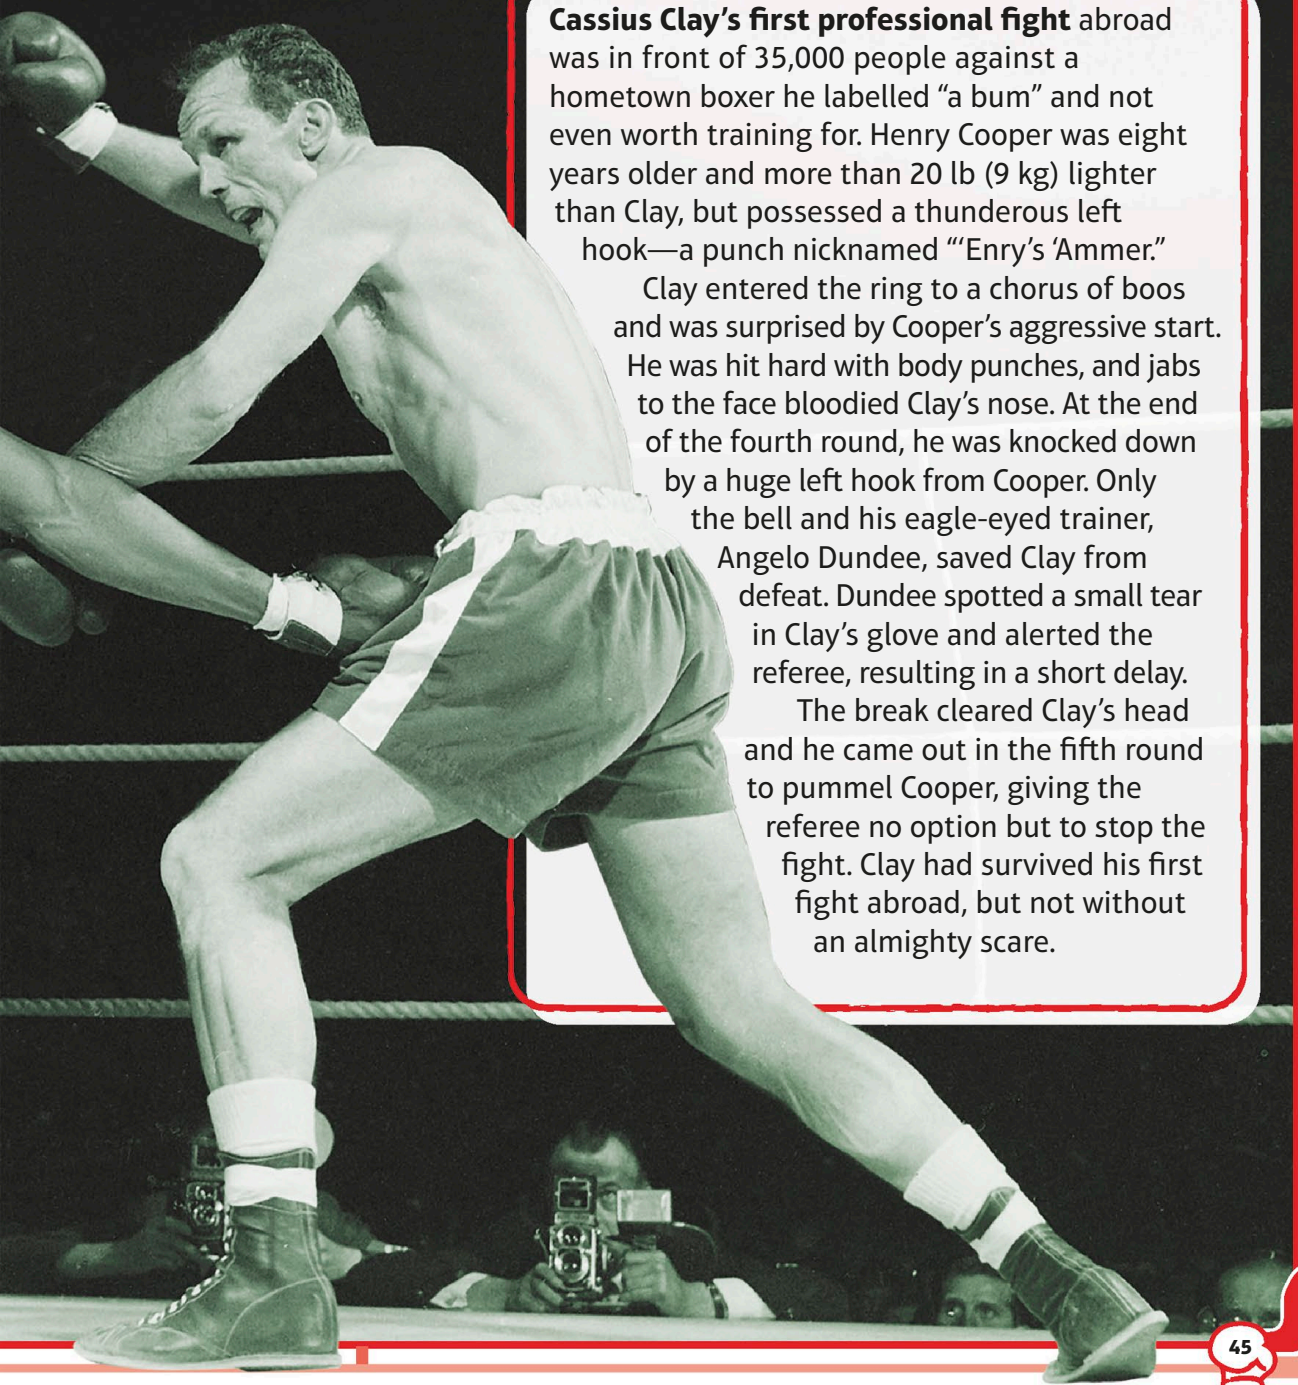 Cassius Clay’s first professional fight abroad
was in front of 35,000 people against a
hometown boxer he labelled “a bum” and not
even worth training for. Henry Cooper was eight
years older and more than 20 lb (9 kg) lighter
than Clay, but possessed a thunderous left
hook—a punch nicknamed “‘Enry’s ‘Ammer.”
Clay entered the ring to a chorus of boos
and was surprised by Cooper’s aggressive start.
He was hit hard with body punches, and jabs
to the face bloodied Clay’s nose. At the end
of the fourth round, he was knocked down
by a huge left hook from Cooper. Only
the bell and his eagle-eyed trainer,
Angelo Dundee, saved Clay from
defeat. Dundee spotted a small tear
in Clay’s glove and alerted the
referee, resulting in a short delay.
The break cleared Clay’s head
and he came out in the fifth round
to pummel Cooper, giving the
referee no option but to stop the
fight. Clay had survived his first
fight abroad, but not without
an almighty scare.
45